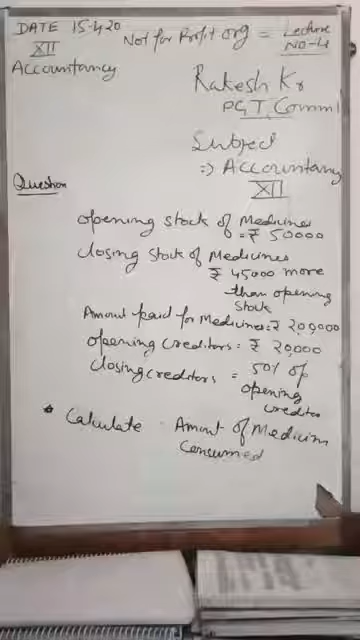 DATE 15-4-20
Not for Profit org = Lecture No-4
XII
Accountancy
Rakesh Kr
PGT, Comm
Subject
=> Accountancy
XII
Question
opening stock of Medicines
= ₹ 50000
closing stock of Medicines
₹ 45000 more
than opening
stock
Amount paid for Medicines = ₹ 200000
opening creditors = ₹ 20,000
closing creditors = 50% of
opening
creditor
* Calculate Amount of Medicine
consumed